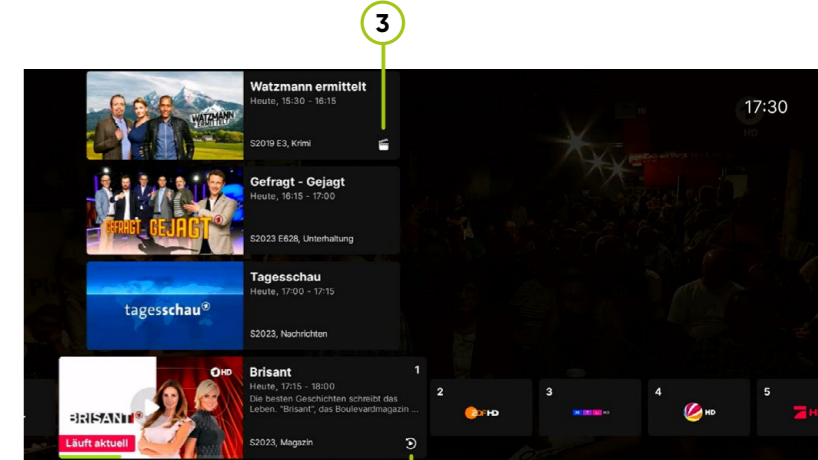 3
Watzmann ermittelt
Heute, 15:30 - 16:15
WATZMANN
ERMITTELT
S2019 E3, Krimi
17:30
HD
Gefragt - Gejagt
Heute, 16:15 - 17:00
GEFRAGT GEJAGT
S2023 E628, Unterhaltung
Tagesschau
Heute, 17:00 - 17:15
tagesschau
S2023, Nachrichten
HD
Brisant 1
Heute, 17:15 - 18:00
Die besten Geschichten schreibt das
Leben. "Brisant", das Boulevardmagazin ...
BRISANT
Läuft aktuell
S2023, Magazin
2
ZDF HD
3
RTL HD
4
HD
5
H